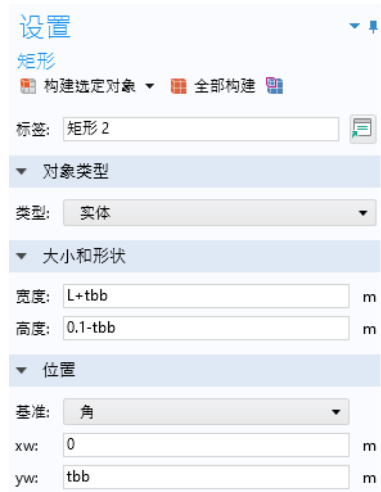 设置
矩形
构建选定对象 全部构建
标签: 矩形 2
对象类型
类型: 实体
大小和形状
宽度: L+tbb m
高度: 0.1-tbb m
位置
基准: 角
xw: 0 m
yw: tbb m